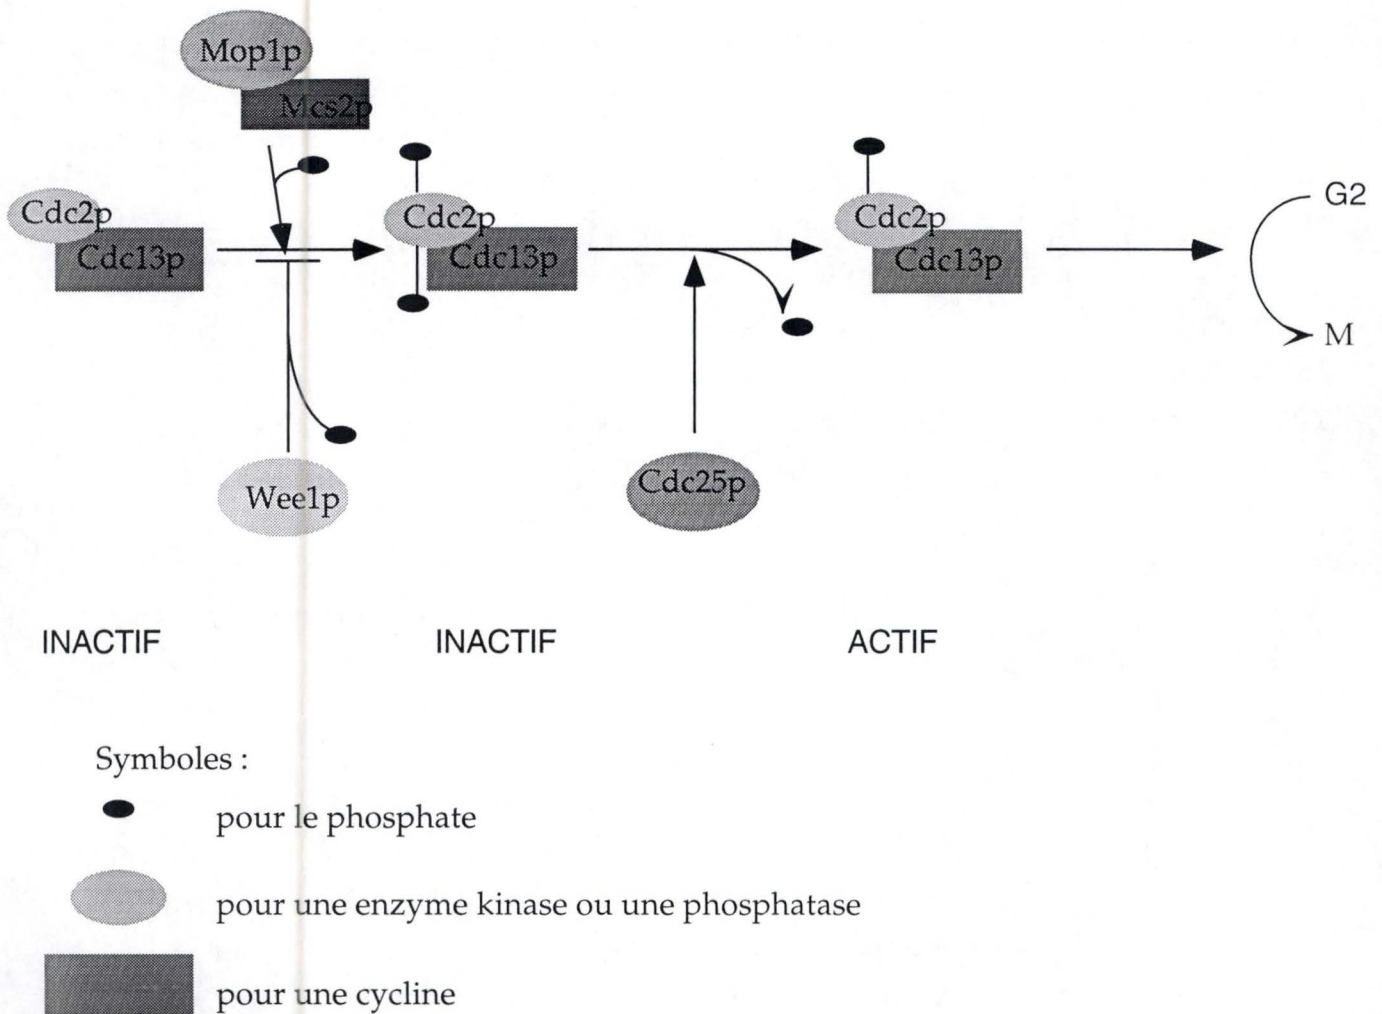 Mop1p
Mcs2p
Cdc2p
Cdc13p
Cdc2p
Cdc13p
Cdc2p
Cdc13p
G2
M
Wee1p
Cdc25p
INACTIF
INACTIF
ACTIF
Symboles :
pour le phosphate
pour une enzyme kinase ou une phosphatase
pour une cycline